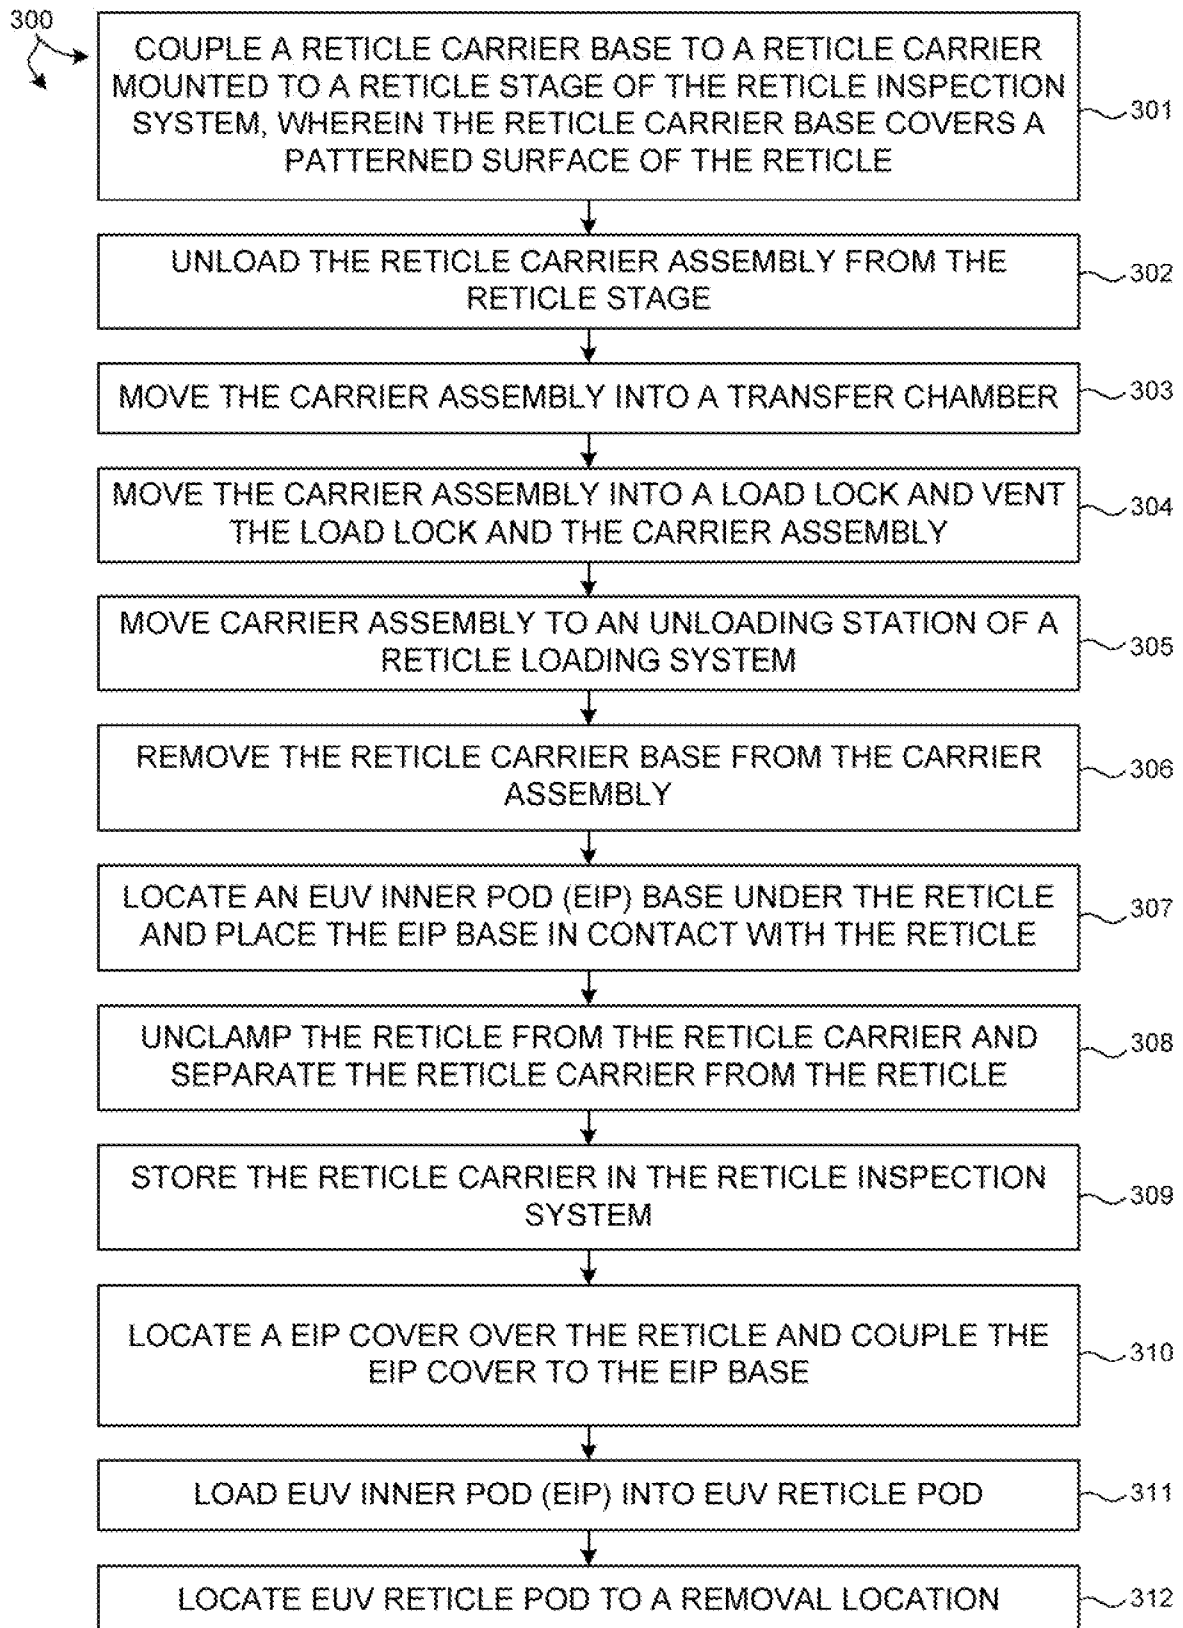 300
COUPLE A RETICLE CARRIER BASE TO A RETICLE CARRIER
MOUNTED TO A RETICLE STAGE OF THE RETICLE INSPECTION
SYSTEM, WHEREIN THE RETICLE CARRIER BASE COVERS A
PATTERNED SURFACE OF THE RETICLE
301
UNLOAD THE RETICLE CARRIER ASSEMBLY FROM THE
RETICLE STAGE
302
MOVE THE CARRIER ASSEMBLY INTO A TRANSFER CHAMBER
303
MOVE THE CARRIER ASSEMBLY INTO A LOAD LOCK AND VENT
THE LOAD LOCK AND THE CARRIER ASSEMBLY
304
MOVE CARRIER ASSEMBLY TO AN UNLOADING STATION OF A
RETICLE LOADING SYSTEM
305
REMOVE THE RETICLE CARRIER BASE FROM THE CARRIER
ASSEMBLY
306
LOCATE AN EUV INNER POD (EIP) BASE UNDER THE RETICLE
AND PLACE THE EIP BASE IN CONTACT WITH THE RETICLE
307
UNCLAMP THE RETICLE FROM THE RETICLE CARRIER AND
SEPARATE THE RETICLE CARRIER FROM THE RETICLE
308
STORE THE RETICLE CARRIER IN THE RETICLE INSPECTION
SYSTEM
309
LOCATE A EIP COVER OVER THE RETICLE AND COUPLE THE
EIP COVER TO THE EIP BASE
310
LOAD EUV INNER POD (EIP) INTO EUV RETICLE POD
311
LOCATE EUV RETICLE POD TO A REMOVAL LOCATION
312